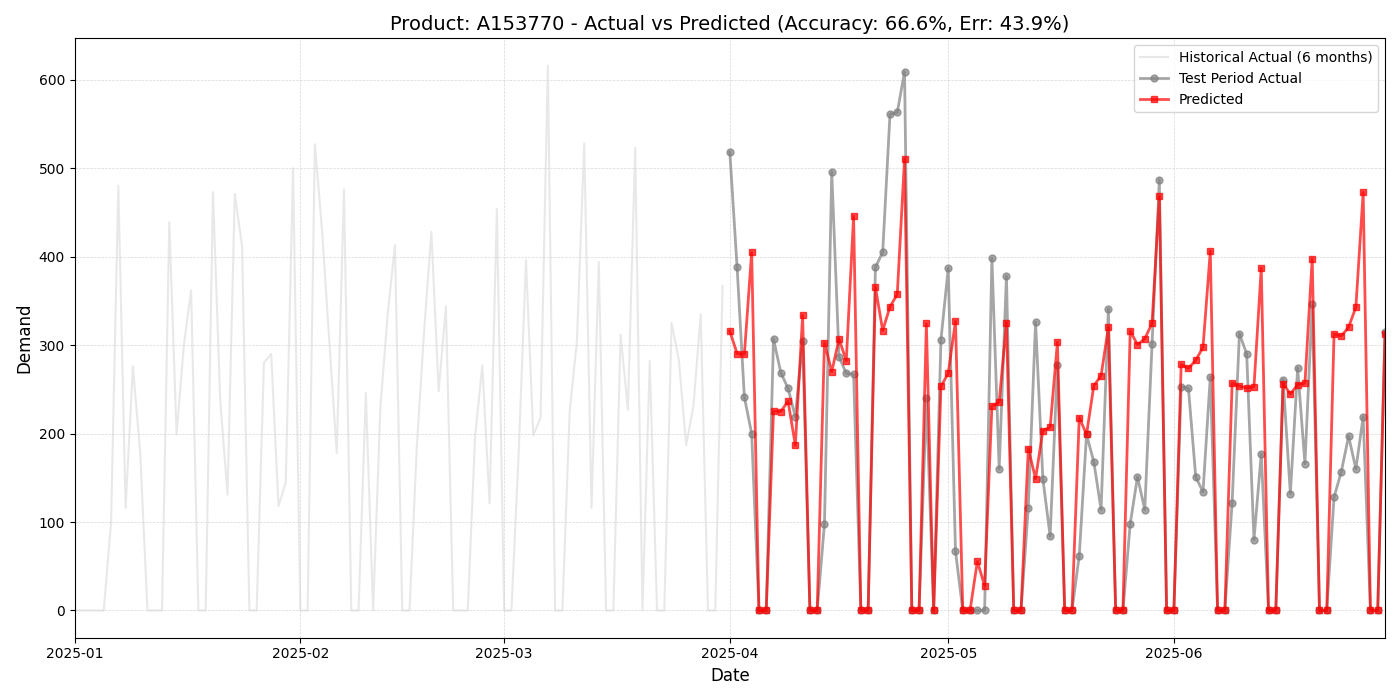 Product: A153770 - Actual vs Predicted (Accuracy: 66.6%, Err: 43.9%)
Historical Actual (6 months)
Test Period Actual
Predicted
600
500
400
300
200
100
0
Demand
2025-01
2025-02
2025-03
2025-04
2025-05
2025-06
Date